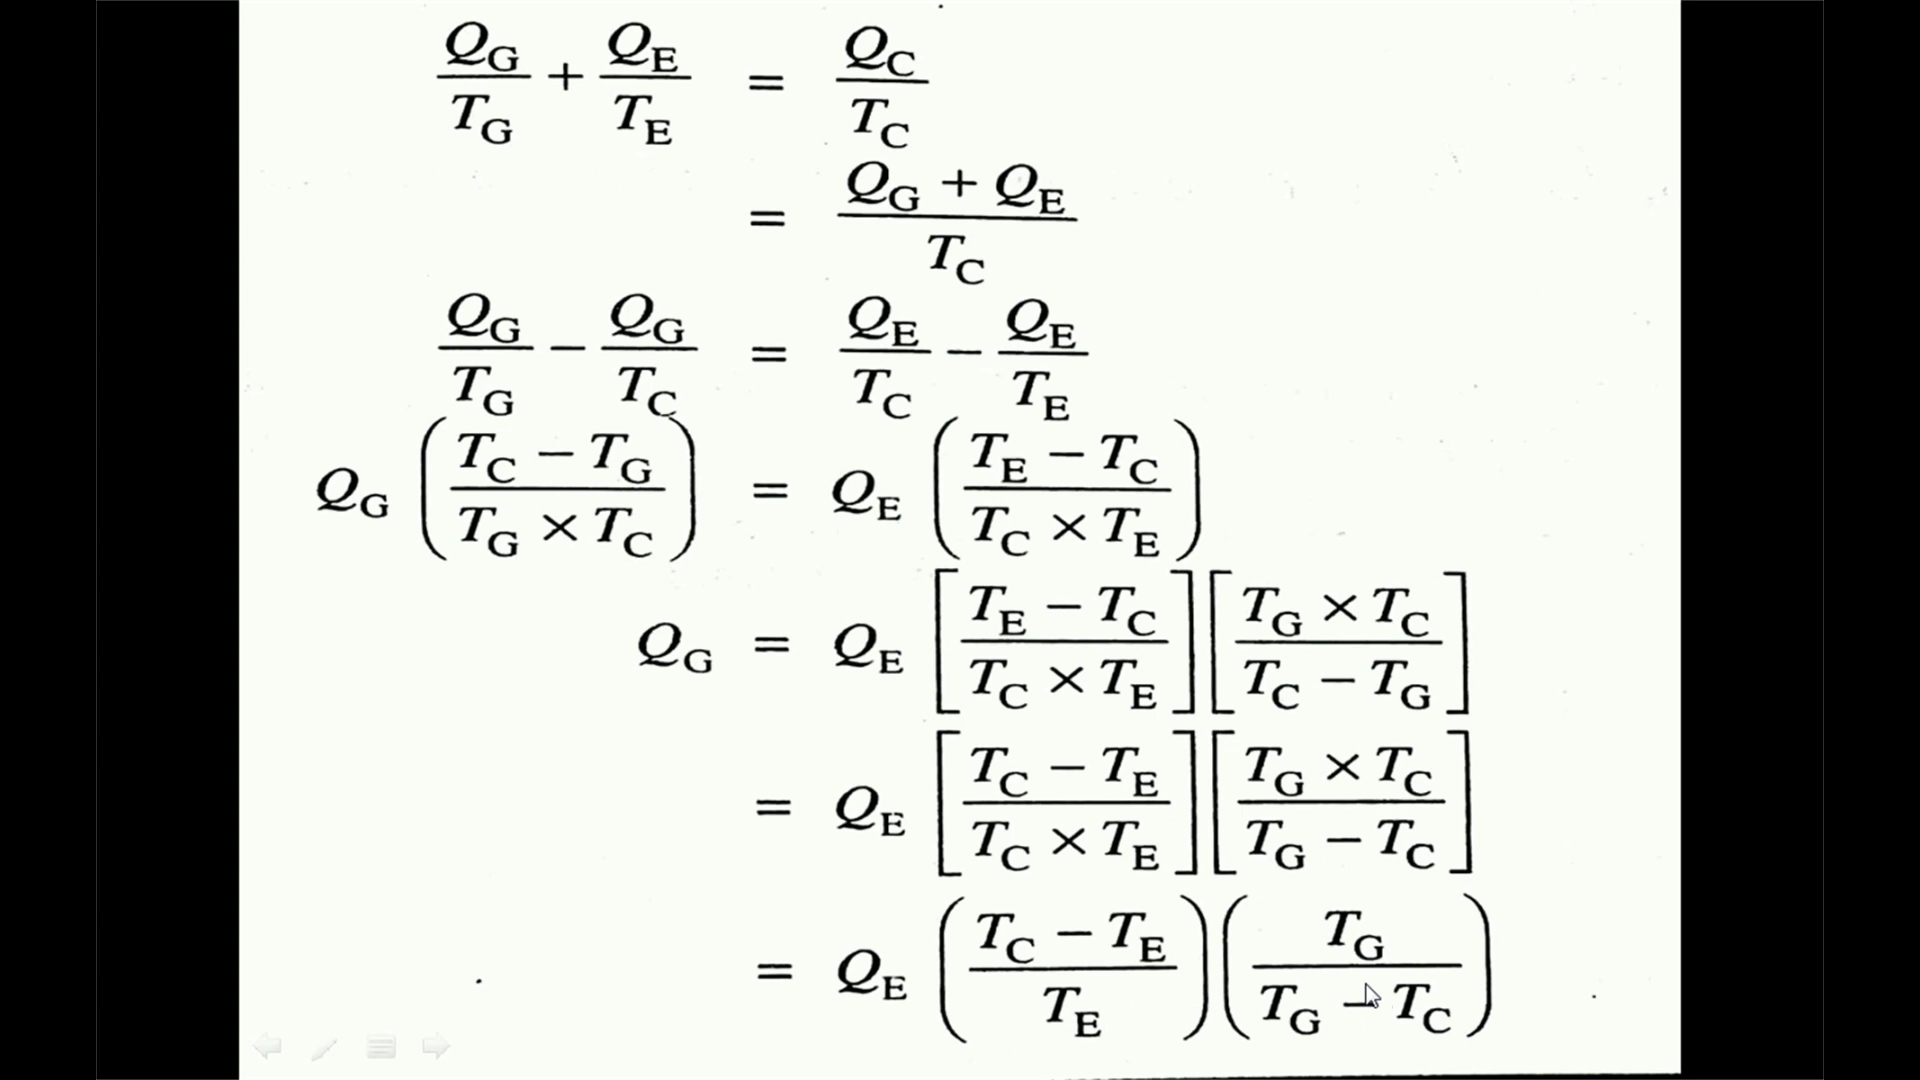 Q_G/T_G + Q_E/T_E = Q_C/T_C
= (Q_G + Q_E)/T_C
Q_G/T_G − Q_G/T_C = Q_E/T_C − Q_E/T_E
Q_G ((T_C − T_G)/(T_G × T_C)) = Q_E ((T_E − T_C)/(T_C × T_E))
Q_G = Q_E [(T_E − T_C)/(T_C × T_E)] [(T_G × T_C)/(T_C − T_G)]
= Q_E [(T_C − T_E)/(T_C × T_E)] [(T_G × T_C)/(T_G − T_C)]
= Q_E ((T_C − T_E)/T_E) (T_G/(T_G − T_C))